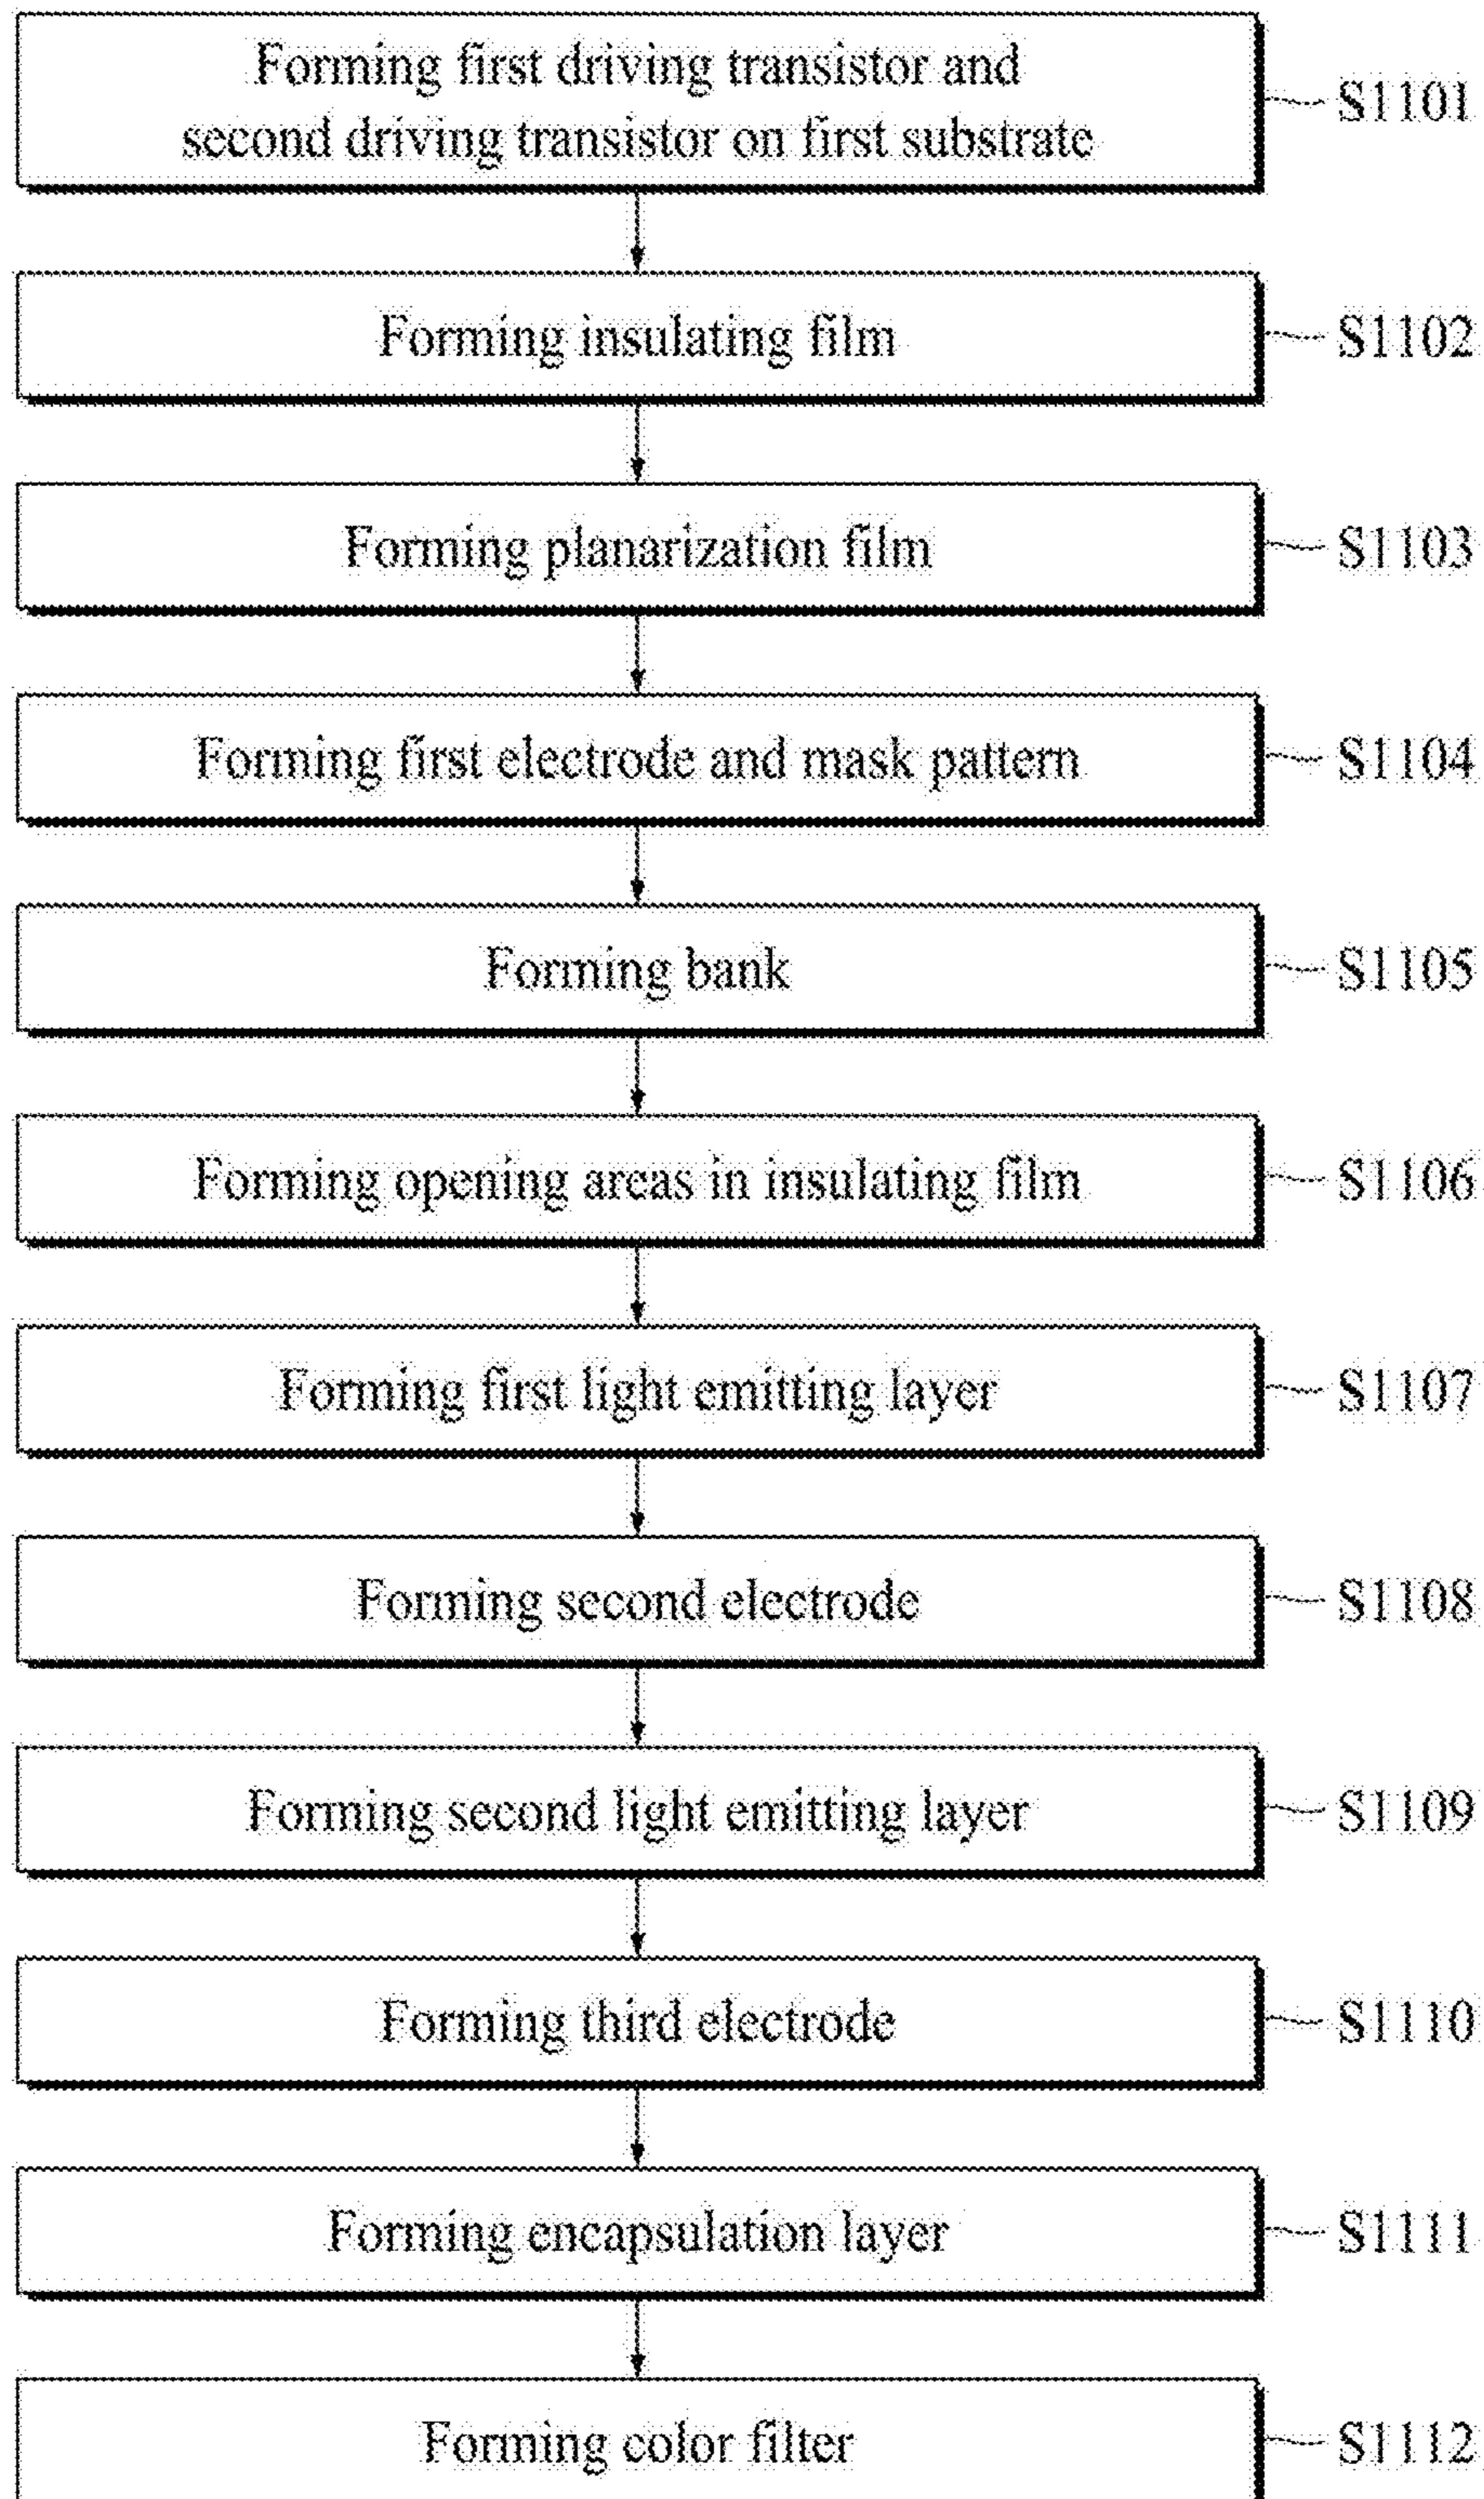 Forming first driving transistor and
second driving transistor on first substrate
S1101
Forming insulating film
S1102
Forming planarization film
S1103
Forming first electrode and mask pattern
S1104
Forming bank
S1105
Forming opening areas in insulating film
S1106
Forming first light emitting layer
S1107
Forming second electrode
S1108
Forming second light emitting layer
S1109
Forming third electrode
S1110
Forming encapsulation layer
S1111
Forming color filter
S1112